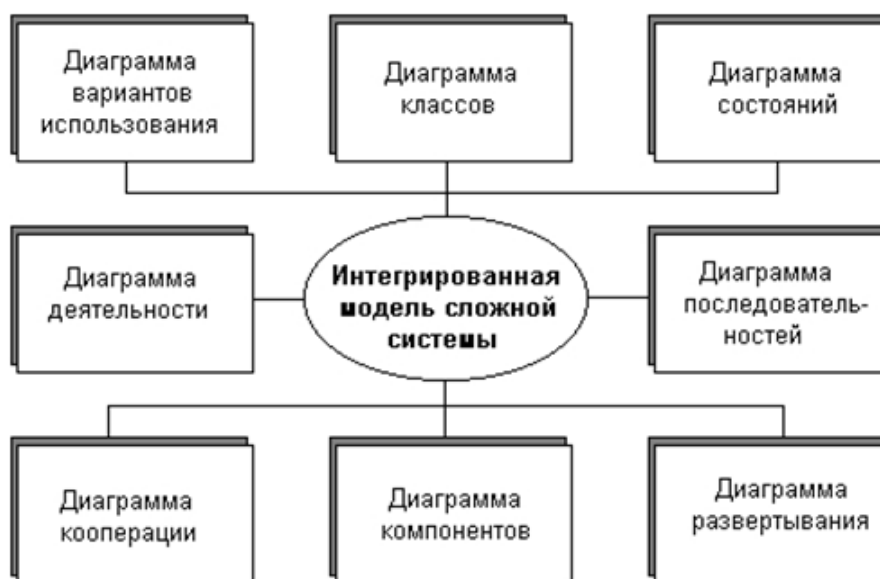 Диаграмма
вариантов
использования
Диаграмма
классов
Диаграмма
состояний
Диаграмма
деятельности
Интегрированная
модель сложной
системы
Диаграмма
последователь-
ностей
Диаграмма
кооперации
Диаграмма
компонентов
Диаграмма
развертывания